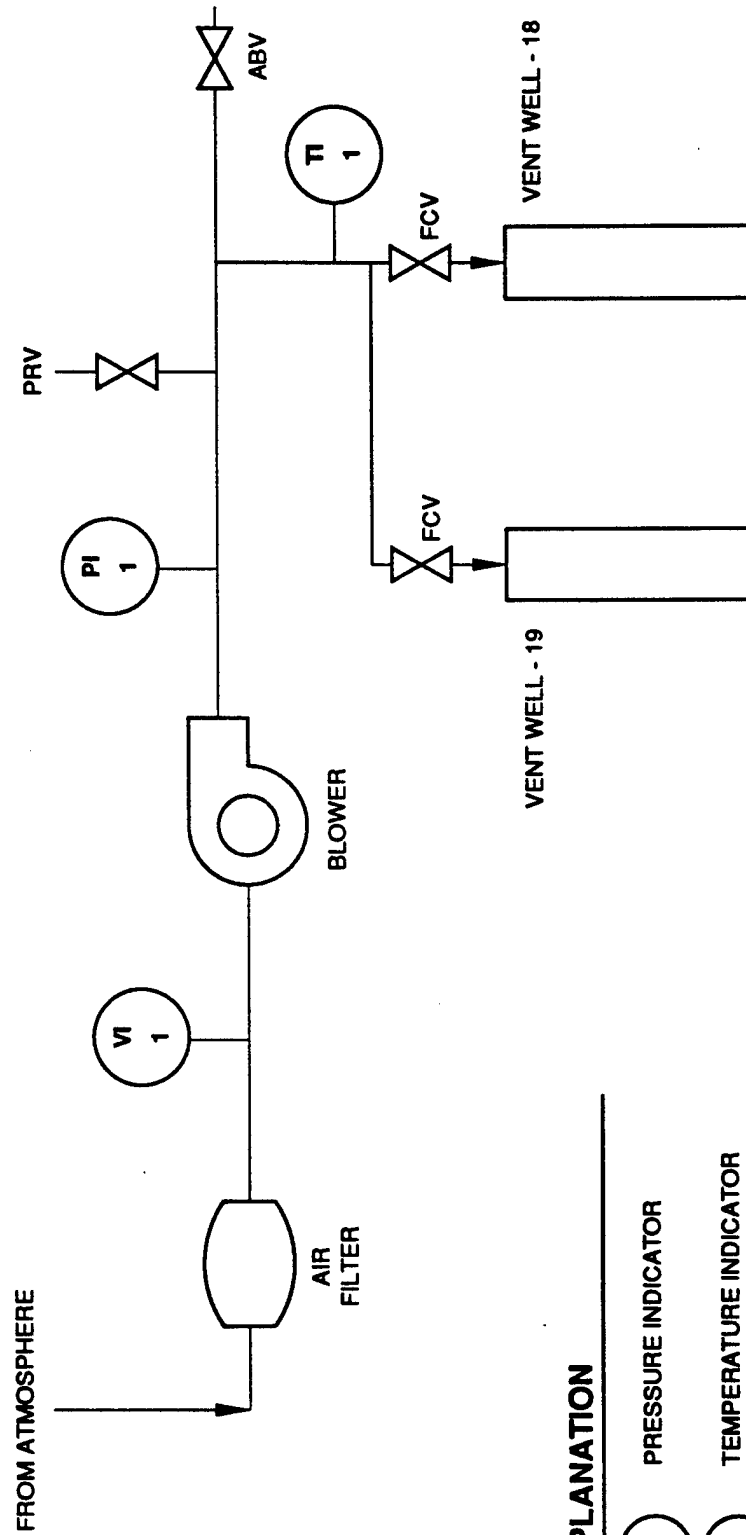 FROM ATMOSPHERE
AIR
FILTER
VI
1
BLOWER
PI
1
PRV
ABV
TI
1
FCV
FCV
VENT WELL - 19
VENT WELL - 18
PLANATION
PRESSURE INDICATOR
TEMPERATURE INDICATOR